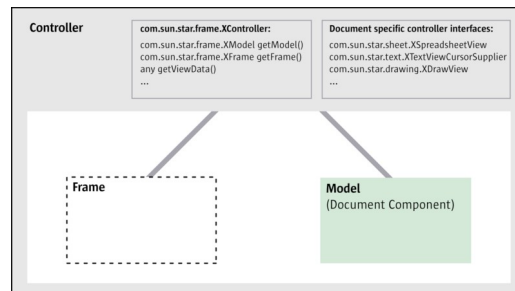 Controller
com.sun.star.frame.XController:
com.sun.star.frame.XModel getModel()
com.sun.star.frame.XFrame getFrame()
any getViewData()
...
Document specific controller interfaces:
com.sun.star.sheet.XSpreadsheetView
com.sun.star.text.XTextViewCursorSupplier
com.sun.star.drawing.XDrawView
...
Frame
Model
(Document Component)